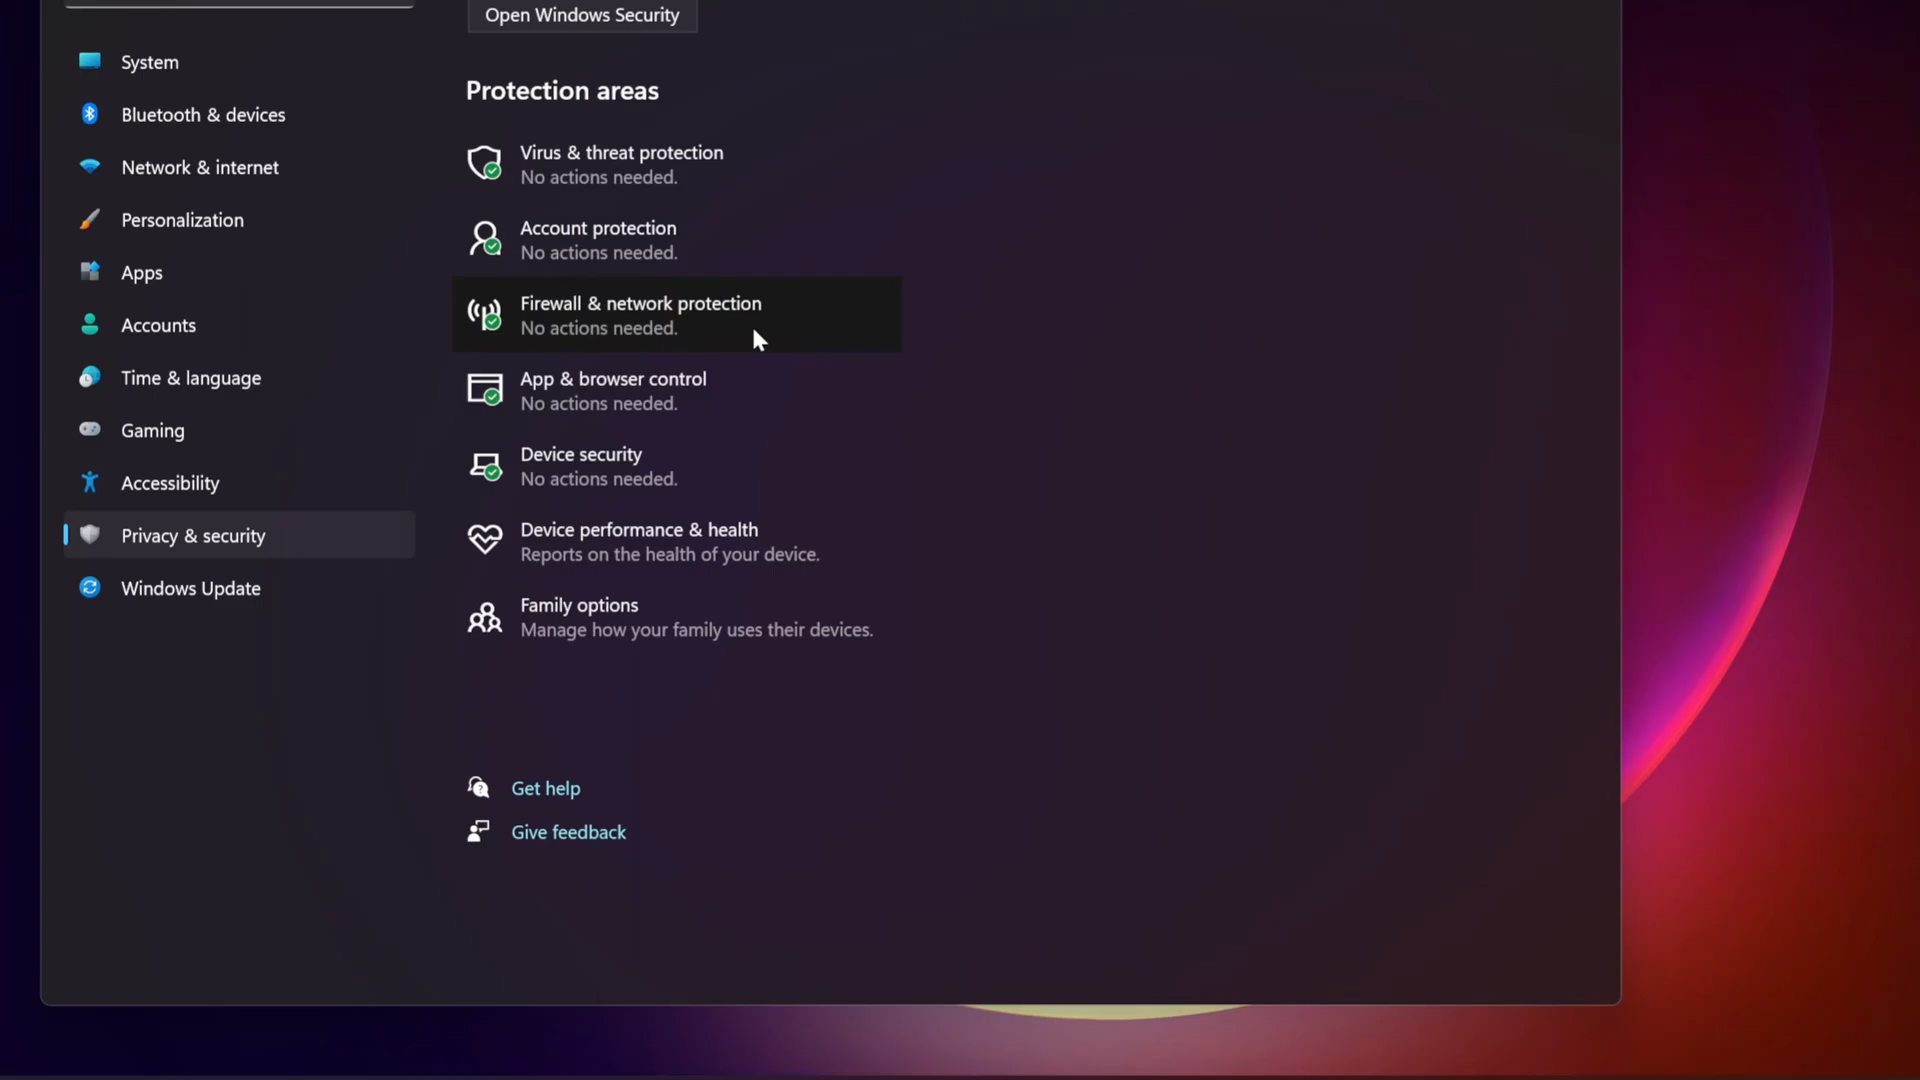 Open Windows Security
System
Bluetooth & devices
Network & internet
Personalization
Apps
Accounts
Time & language
Gaming
Accessibility
Privacy & security
Windows Update
Protection areas
Virus & threat protection
No actions needed.
Account protection
No actions needed.
Firewall & network protection
No actions needed.
App & browser control
No actions needed.
Device security
No actions needed.
Device performance & health
Reports on the health of your device.
Family options
Manage how your family uses their devices.
Get help
Give feedback